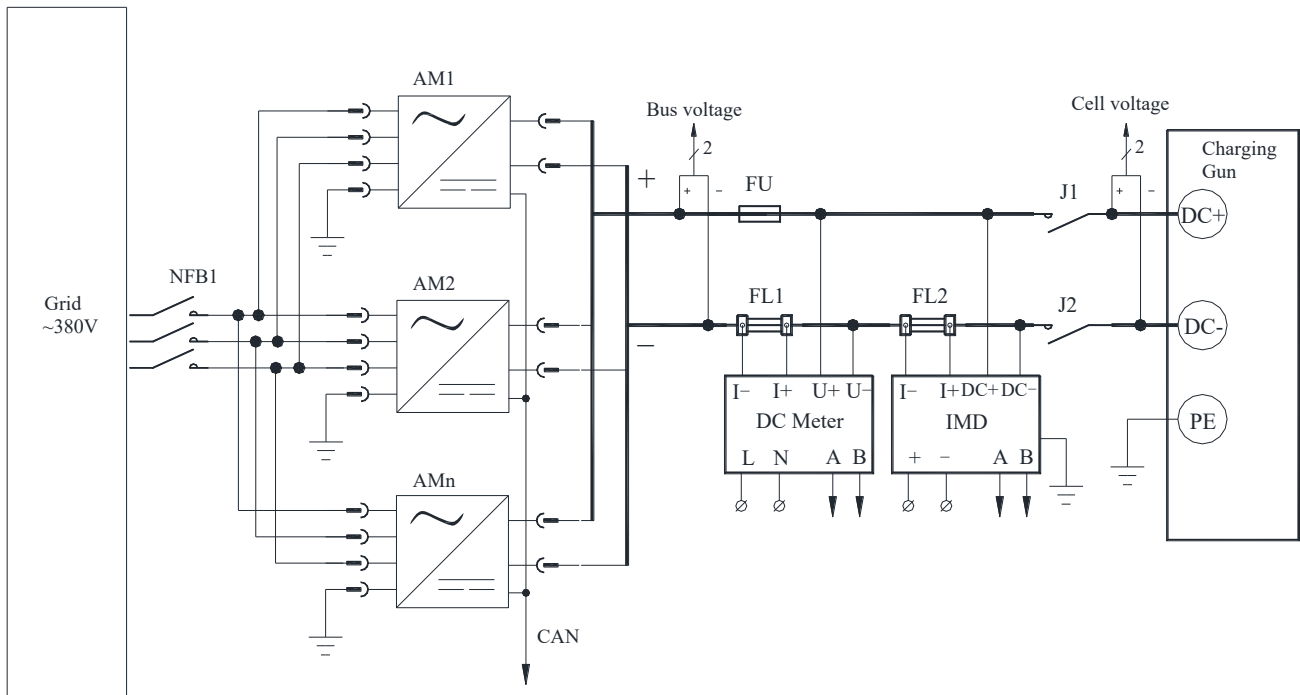 Grid
~380V
NFB1
AM1
AM2
AMn
CAN
Bus voltage
2
+ −
+
−
FU
FL1
FL2
I− I+ U+ U−
DC Meter
L N A B
I− I+ DC+ DC−
IMD
+ − A B
J1
J2
Cell voltage
2
+ −
Charging
Gun
DC+
DC-
PE